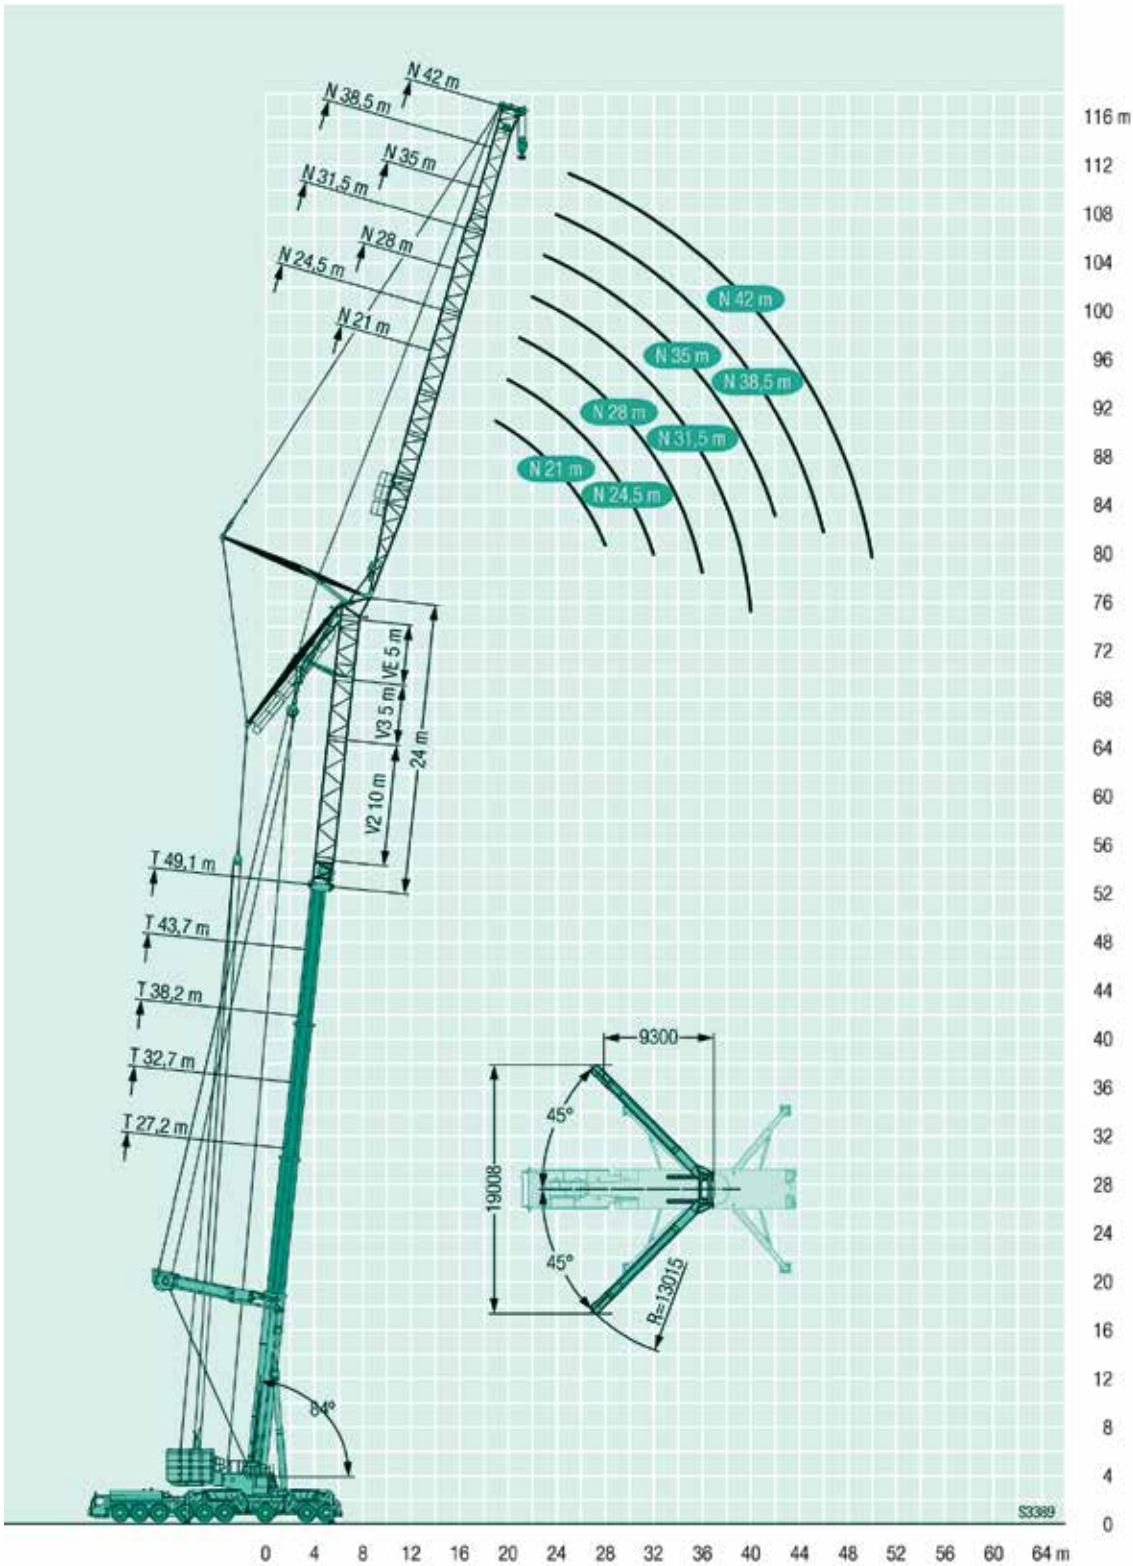 N 42 m
N 38,5 m
N 35 m
N 31,5 m
N 28 m
N 24,5 m
N 21 m
N 42 m
N 35 m
N 38,5 m
N 28 m
N 31,5 m
N 21 m
N 24,5 m
116 m
112
108
104
100
96
92
88
84
80
76
72
68
64
60
56
52
48
44
40
36
32
28
24
20
16
12
8
4
0
VE 5 m
V3 5 m
V2 10 m
24 m
T 49,1 m
T 43,7 m
T 38,2 m
T 32,7 m
T 27,2 m
84°
9300
45°
19008
45°
R=13015
S3389
0 4 8 12 16 20 24 28 32 36 40 44 48 52 56 60 64 m